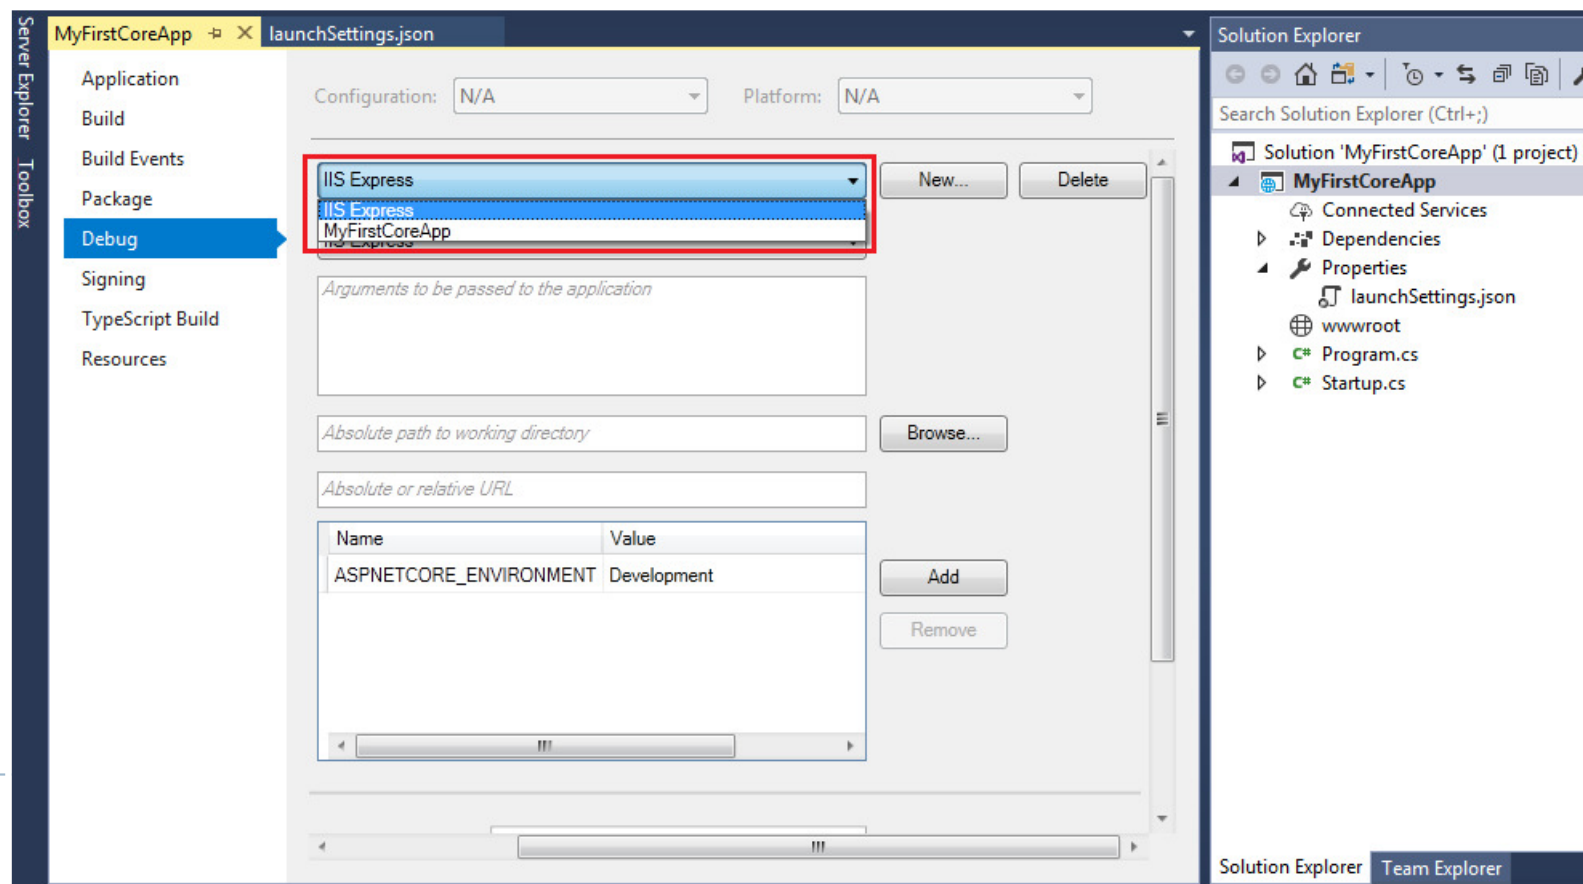 Server Explorer
Toolbox
MyFirstCoreApp
launchSettings.json
Application
Build
Build Events
Package
Debug
Signing
TypeScript Build
Resources
Configuration: N/A
Platform: N/A
IIS Express
New...
Delete
IIS Express
MyFirstCoreApp
IIS Express
Arguments to be passed to the application
Absolute path to working directory
Browse...
Absolute or relative URL
Name Value
ASPNETCORE_ENVIRONMENT Development
Add
Remove
Solution Explorer
Search Solution Explorer (Ctrl+;)
Solution 'MyFirstCoreApp' (1 project)
MyFirstCoreApp
Connected Services
Dependencies
Properties
launchSettings.json
wwwroot
C# Program.cs
C# Startup.cs
Solution Explorer Team Explorer